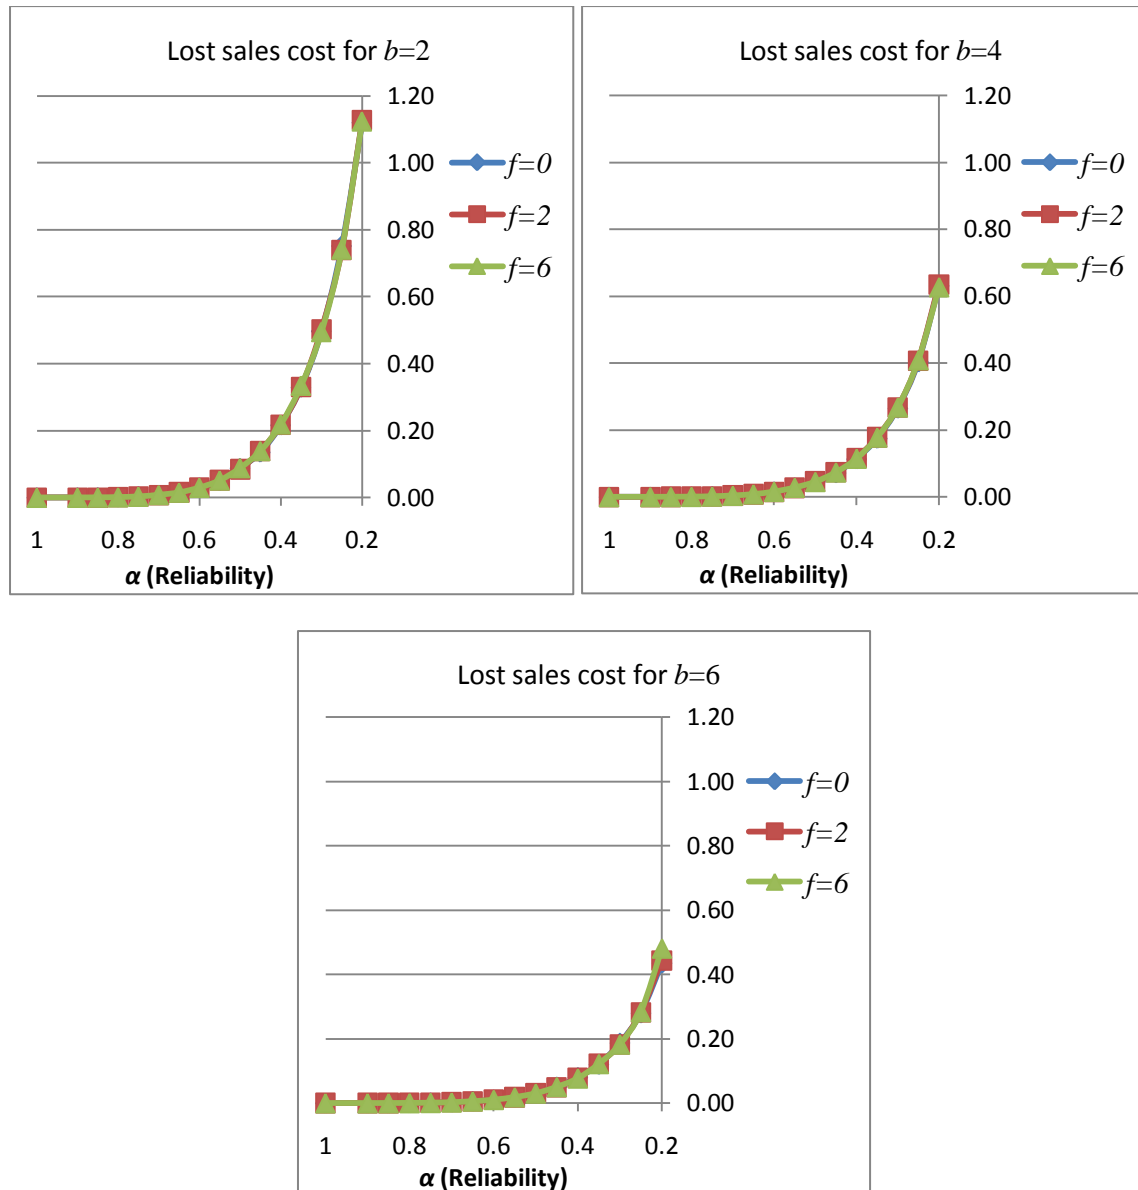 Lost sales cost for b=2
1.20
1.00
0.80
0.60
0.40
0.20
0.00
f=0
f=2
f=6
1 0.8 0.6 0.4 0.2
α (Reliability)
Lost sales cost for b=4
1.20
1.00
0.80
0.60
0.40
0.20
0.00
f=0
f=2
f=6
1 0.8 0.6 0.4 0.2
α (Reliability)
Lost sales cost for b=6
1.20
1.00
0.80
0.60
0.40
0.20
0.00
f=0
f=2
f=6
1 0.8 0.6 0.4 0.2
α (Reliability)